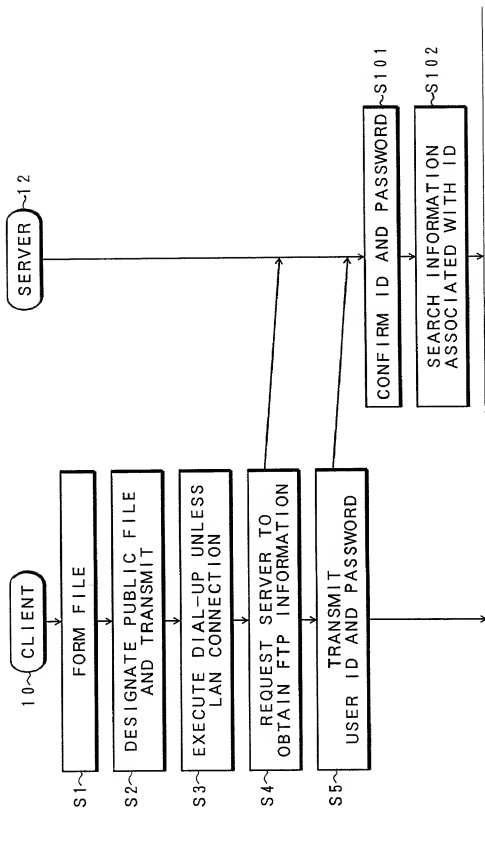 10 CLIENT
SERVER 12
S1 FORM FILE
S2 DESIGNATE PUBLIC FILE
AND TRANSMIT
S3 EXECUTE DIAL-UP UNLESS
LAN CONNECTION
S4 REQUEST SERVER TO
OBTAIN FTP INFORMATION
S5 TRANSMIT
USER ID AND PASSWORD
CONFIRM ID AND PASSWORD S101
SEARCH INFORMATION
ASSOCIATED WITH ID
S102